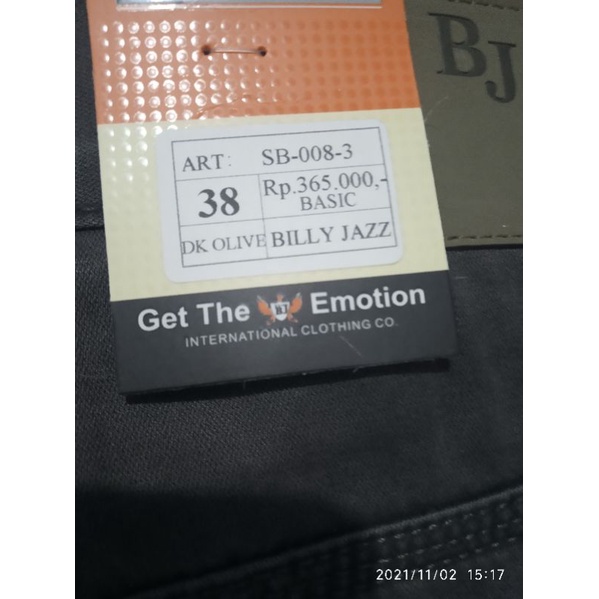 BJ
ART: SB-008-3
38
Rp.365.000,-
BASIC
DK OLIVE
BILLY JAZZ
Get The Emotion
INTERNATIONAL CLOTHING CO.
2021/11/02 15:17